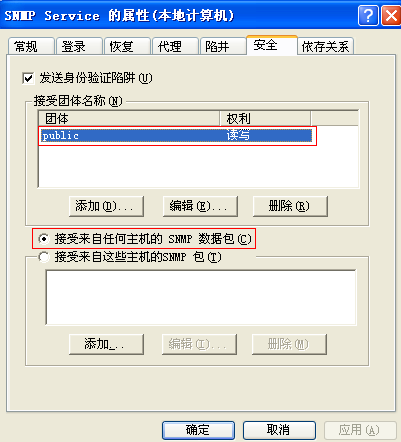 SNMP Service 的属性(本地计算机)
常规 登录 恢复 代理 陷阱 安全 依存关系
发送身份验证陷阱(U)
接受团体名称(N)
团体 权利
public 读写
添加(D)... 编辑(E)... 删除(R)
接受来自任何主机的 SNMP 数据包(C)
接受来自这些主机的SNMP 包(T)
添加... 编辑(I)... 删除(M)
确定 取消 应用(A)